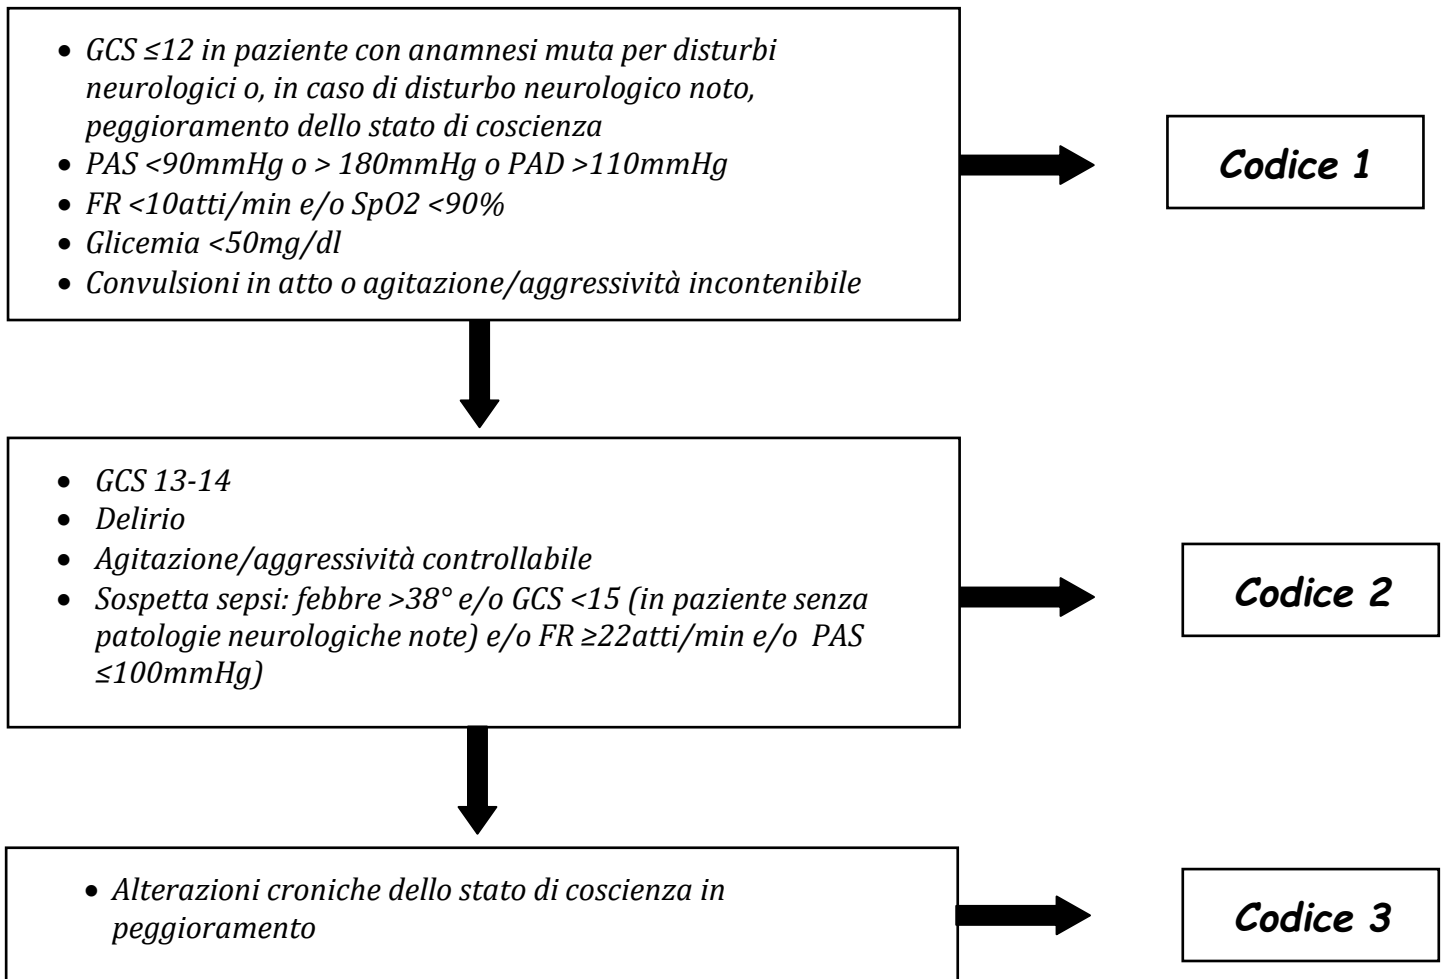 • GCS ≤12 in paziente con anamnesi muta per disturbi
neurologici o, in caso di disturbo neurologico noto,
peggioramento dello stato di coscienza
• PAS <90mmHg o > 180mmHg o PAD >110mmHg
• FR <10atti/min e/o SpO2 <90%
• Glicemia <50mg/dl
• Convulsioni in atto o agitazione/aggressività incontenibile
Codice 1
• GCS 13-14
• Delirio
• Agitazione/aggressività controllabile
• Sospetta sepsi: febbre >38° e/o GCS <15 (in paziente senza
patologie neurologiche note) e/o FR ≥22atti/min e/o PAS
≤100mmHg)
Codice 2
• Alterazioni croniche dello stato di coscienza in
peggioramento
Codice 3